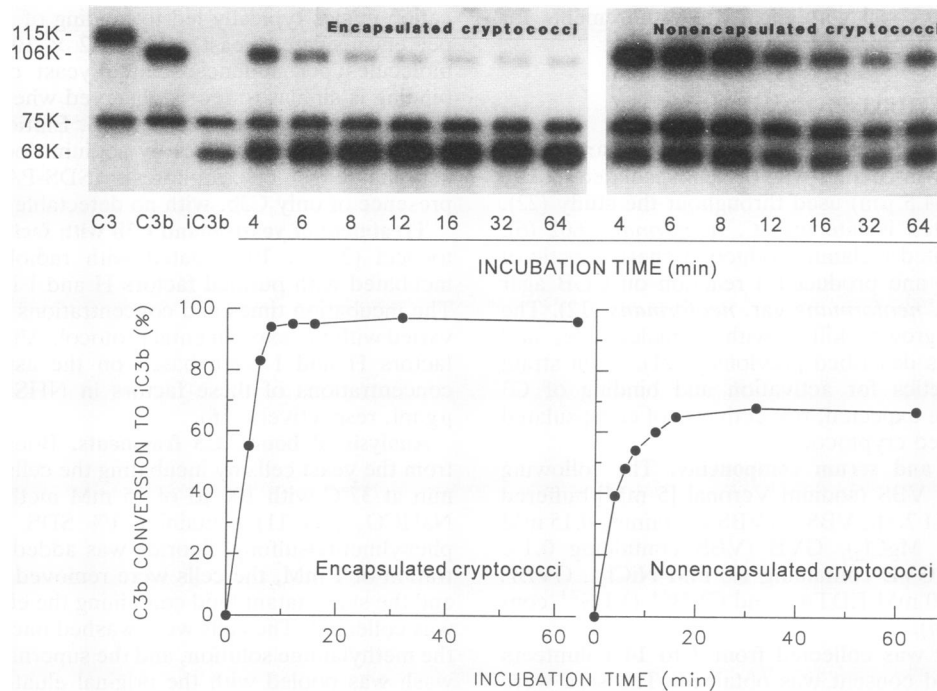 115K -
106K -
75K -
68K -
Encapsulated cryptococci
Nonencapsulated cryptococci
C3 C3b iC3b 4 6 8 12 16 32 64
4 6 8 12 16 32 64
INCUBATION TIME (min)
C3b CONVERSION TO iC3b (%)
100
80
60
40
20
0
Encapsulated cryptococci
Nonencapsulated cryptococci
0 20 40 60
0 20 40 60
INCUBATION TIME (min)